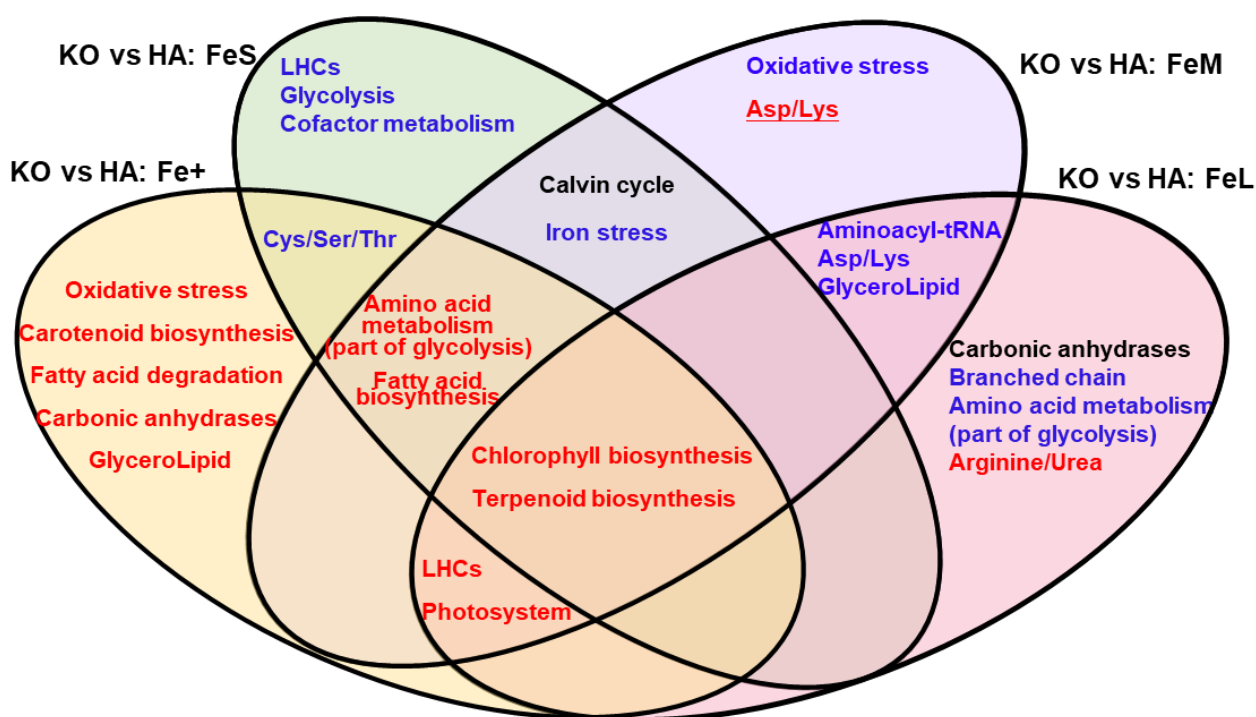 KO vs HA: FeS
KO vs HA: FeM
KO vs HA: Fe+
KO vs HA: FeL
LHCs
Glycolysis
Cofactor metabolism
Oxidative stress
Asp/Lys
Calvin cycle
Iron stress
Cys/Ser/Thr
Aminoacyl-tRNA
Asp/Lys
GlyceroLipid
Oxidative stress
Carotenoid biosynthesis
Fatty acid degradation
Carbonic anhydrases
GlyceroLipid
Amino acid
metabolism
(part of glycolysis)
Fatty acid
biosynthesis
Carbonic anhydrases
Branched chain
Amino acid metabolism
(part of glycolysis)
Arginine/Urea
Chlorophyll biosynthesis
Terpenoid biosynthesis
LHCs
Photosystem